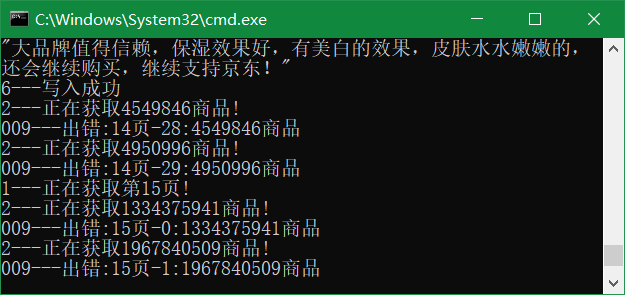 C:\Windows\System32\cmd.exe
"大品牌值得信赖，保湿效果好，有美白的效果，皮肤水水嫩嫩的，
还会继续购买，继续支持京东！"
6---写入成功
2---正在获取4549846商品!
009---出错:14页-28:4549846商品
2---正在获取4950996商品!
009---出错:14页-29:4950996商品
1---正在获取第15页!
2---正在获取1334375941商品!
009---出错:15页-0:1334375941商品
2---正在获取1967840509商品!
009---出错:15页-1:1967840509商品